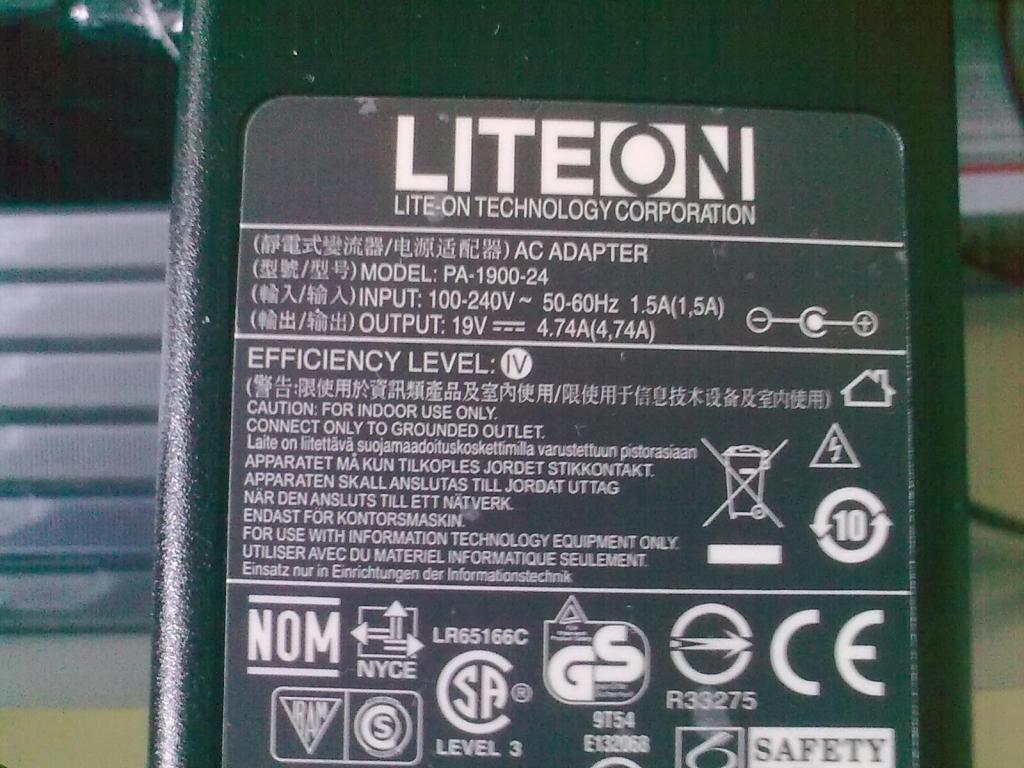 LITEON
LITE-ON TECHNOLOGY CORPORATION
(靜電式變流器/电源适配器) AC ADAPTER
(型號/型号) MODEL: PA-1900-24
(輸入/输入) INPUT: 100-240V ~ 50-60Hz 1.5A(1,5A)
(輸出/输出) OUTPUT: 19V ⎓ 4.74A(4,74A)
EFFICIENCY LEVEL: IV
(警告:限使用於資訊類產品及室內使用/限使用于信息技术设备及室内使用)
CAUTION: FOR INDOOR USE ONLY.
CONNECT ONLY TO GROUNDED OUTLET.
Laite on liitettävä suojamaadoituskoskettimilla varustettuun pistorasiaan
APPARATET MÅ KUN TILKOPLES JORDET STIKKONTAKT.
APPARATEN SKALL ANSLUTAS TILL JORDAT UTTAG
NÄR DEN ANSLUTS TILL ETT NÄTVERK.
ENDAST FÖR KONTORSMASKIN.
FOR USE WITH INFORMATION TECHNOLOGY EQUIPMENT ONLY.
UTILISER AVEC DU MATERIEL INFORMATIQUE SEULEMENT.
Einsatz nur in Einrichtungen der Informationstechnik
10
NOM
NYCE
LR65166C
SA ®
LEVEL 3
GS
9T54
E132068
R33275
CE
IRAM
S
SAFETY